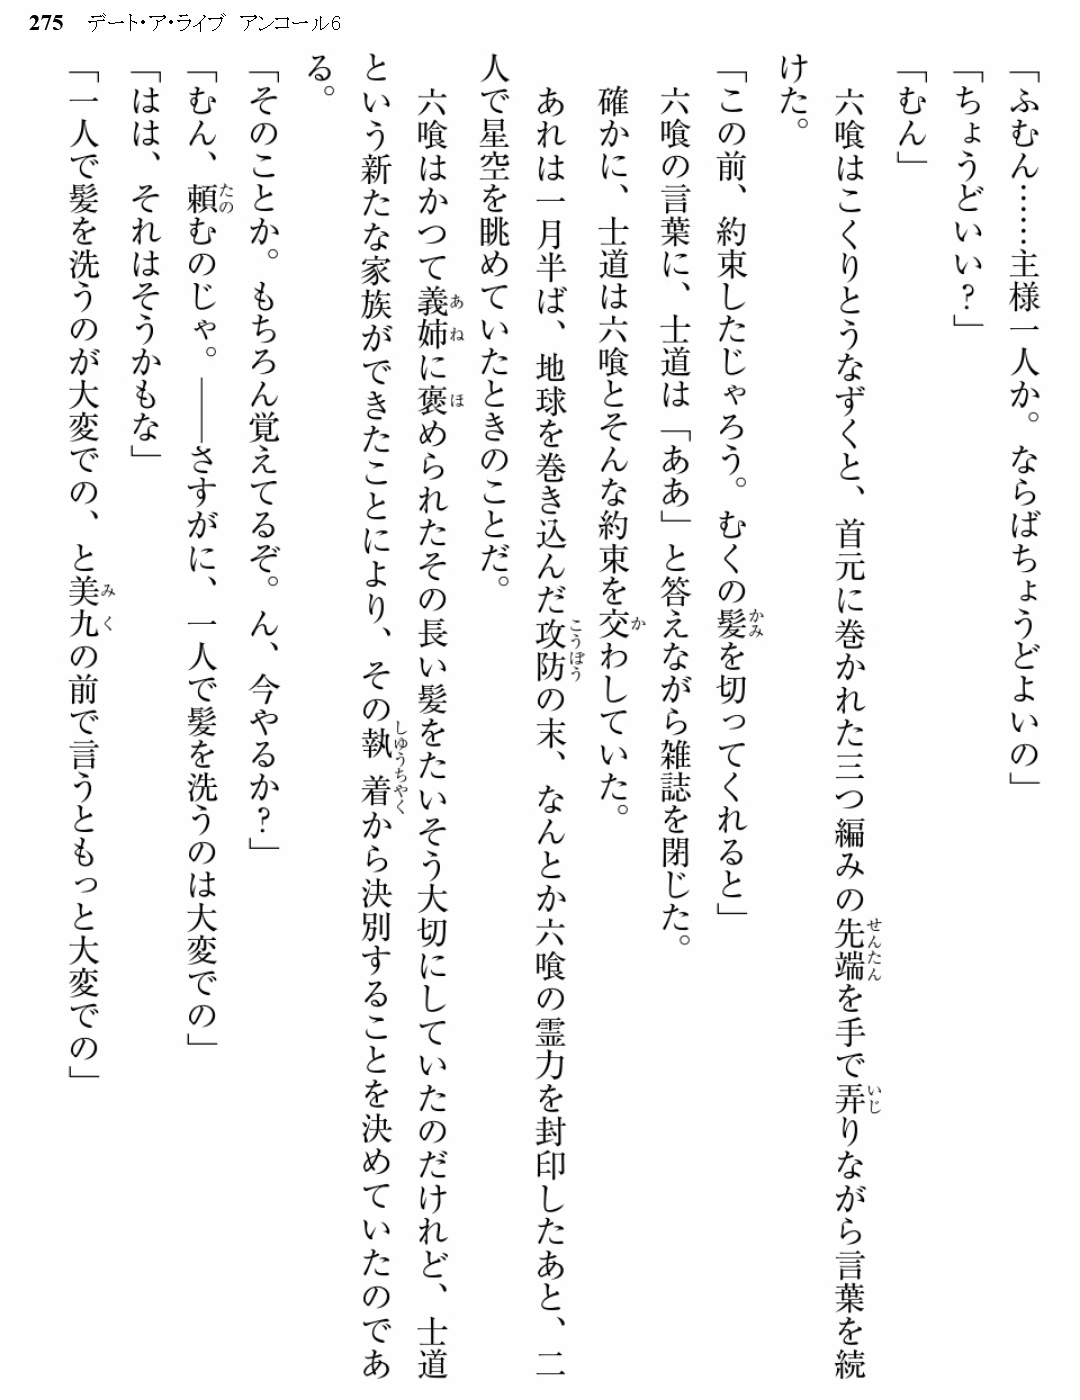 275 デート・ア・ライブ アンコール6
「ふむん……主様一人か。ならばちょうどよいの」
「ちょうどいい?」
「むん」
六喰はこくりとうなずくと、首元に巻かれた三つ編みの先端を手で弄りながら言葉を続
けた。
「この前、約束したじゃろう。むくの髪を切ってくれると」
六喰の言葉に、士道は「ああ」と答えながら雑誌を閉じた。
確かに、士道は六喰とそんな約束を交わしていた。
あれは一月半ば、地球を巻き込んだ攻防の末、なんとか六喰の霊力を封印したあと、二
人で星空を眺めていたときのことだ。
六喰はかつて義姉に褒められたその長い髪をたいそう大切にしていたのだけれど、士道
という新たな家族ができたことにより、その執着から決別することを決めていたのであ
る。
「そのことか。もちろん覚えてるぞ。ん、今やるか?」
「むん、頼むのじゃ。――さすがに、一人で髪を洗うのは大変での」
「はは、それはそうかもな」
「一人で髪を洗うのが大変での、と美九の前で言うともっと大変での」